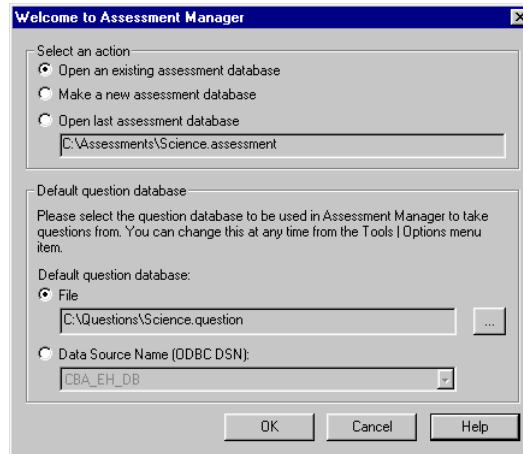 Welcome to Assessment Manager
Select an action
Open an existing assessment database
Make a new assessment database
Open last assessment database
C:\Assessments\Science.assessment
Default question database
Please select the question database to be used in Assessment Manager to take
questions from. You can change this at any time from the Tools | Options menu
item.
Default question database:
File
C:\Questions\Science.question
...
Data Source Name (ODBC DSN):
CBA_EH_DB
OK
Cancel
Help